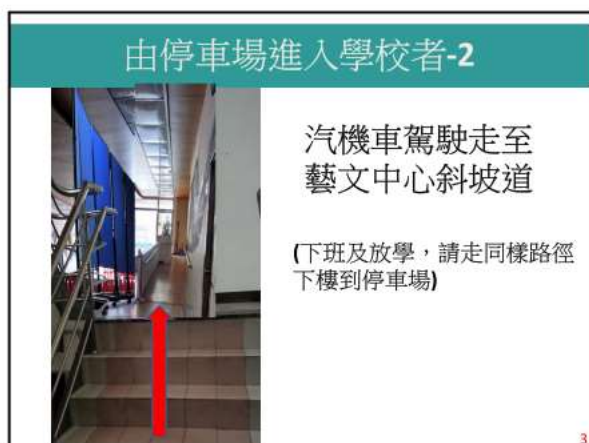 由停車場進入學校者-2
汽機車駕駛走至
藝文中心斜坡道
(下班及放學，請走同樣路徑
下樓到停車場)
3